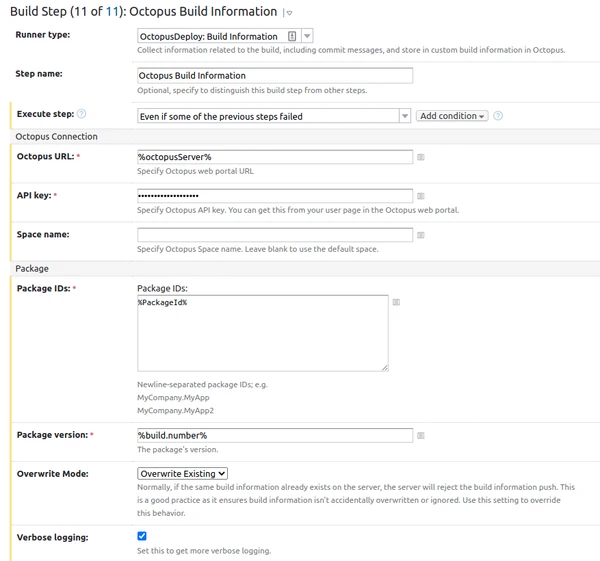 Build Step (11 of 11): Octopus Build Information
Runner type:
OctopusDeploy: Build Information
Collect information related to the build, including commit messages, and store in custom build information in Octopus.
Step name:
Octopus Build Information
Optional, specify to distinguish this build step from other steps.
Execute step:
Even if some of the previous steps failed
Add condition
Octopus Connection
Octopus URL: *
%octopusServer%
Specify Octopus web portal URL
API key: *
••••••••••••••••••••
Specify Octopus API key. You can get this from your user page in the Octopus web portal.
Space name:
Specify Octopus Space name. Leave blank to use the default space.
Package
Package IDs: *
Package IDs:
%PackageId%
Newline-separated package IDs; e.g.
MyCompany.MyApp
MyCompany.MyApp2
Package version: *
%build.number%
The package's version.
Overwrite Mode:
Overwrite Existing
Normally, if the same build information already exists on the server, the server will reject the build information push. This
is a good practice as it ensures build information isn't accidentally overwritten or ignored. Use this setting to override
this behavior.
Verbose logging:
Set this to get more verbose logging.